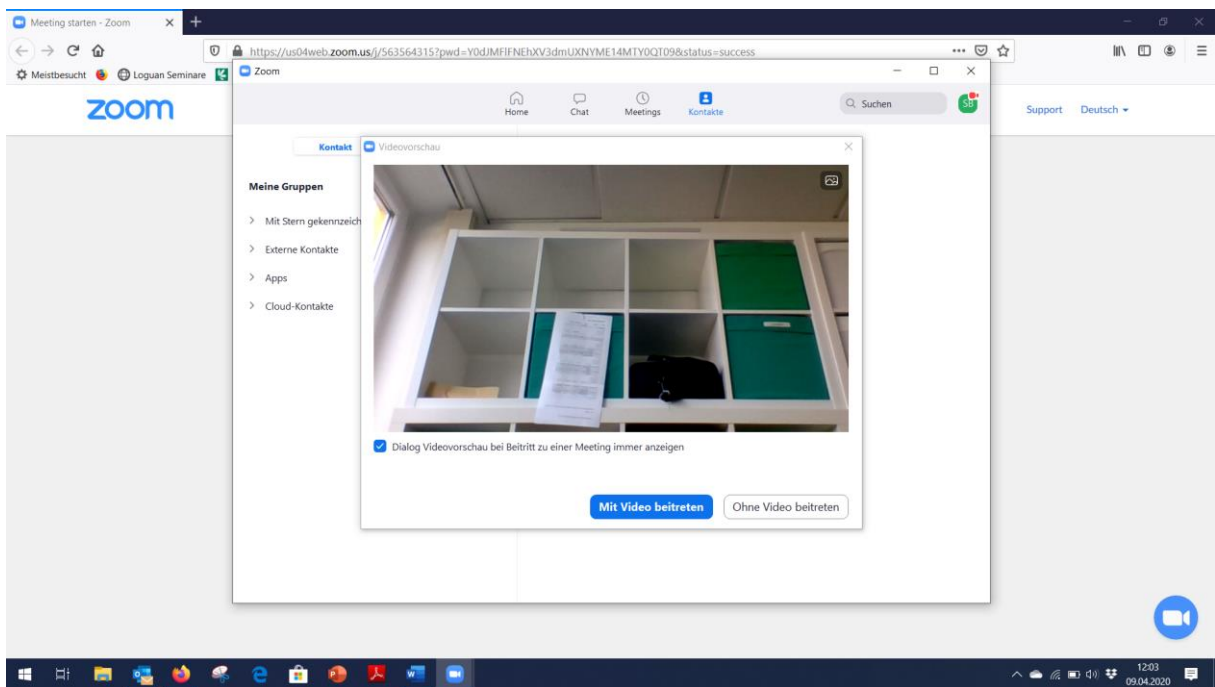 Meeting starten - Zoom
https://us04web.zoom.us/j/563564315?pwd=Y0dJMFlFNEhXV3dmUXNYME14MTY0QT09&status=success
Meistbesucht
Loguan Seminare
Zoom
zoom
Home
Chat
Meetings
Kontakte
Suchen
SB
Support
Deutsch
Kontakt
Videovorschau
Meine Gruppen
Mit Stern gekennzeich
Externe Kontakte
Apps
Cloud-Kontakte
Dialog Videovorschau bei Beitritt zu einer Meeting immer anzeigen
Mit Video beitreten
Ohne Video beitreten
12:03
09.04.2020